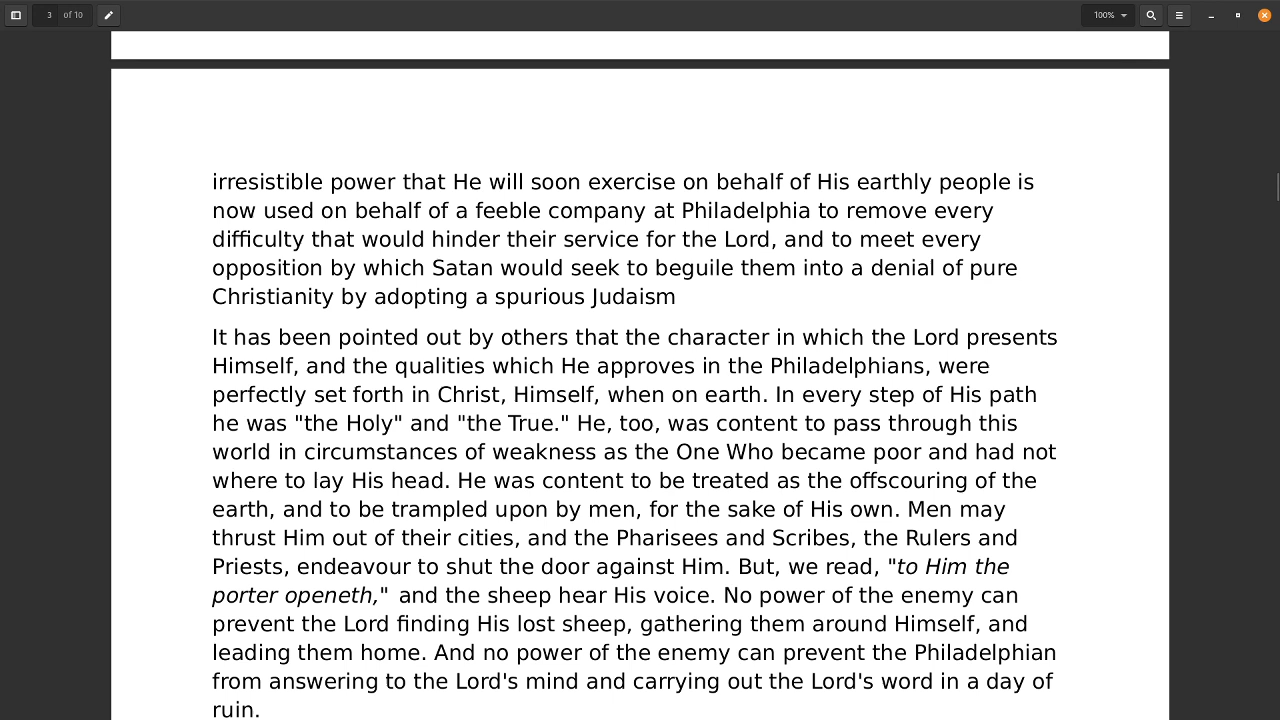 3 of 10
100%
irresistible power that He will soon exercise on behalf of His earthly people is
now used on behalf of a feeble company at Philadelphia to remove every
difficulty that would hinder their service for the Lord, and to meet every
opposition by which Satan would seek to beguile them into a denial of pure
Christianity by adopting a spurious Judaism
It has been pointed out by others that the character in which the Lord presents
Himself, and the qualities which He approves in the Philadelphians, were
perfectly set forth in Christ, Himself, when on earth. In every step of His path
he was "the Holy" and "the True." He, too, was content to pass through this
world in circumstances of weakness as the One Who became poor and had not
where to lay His head. He was content to be treated as the offscouring of the
earth, and to be trampled upon by men, for the sake of His own. Men may
thrust Him out of their cities, and the Pharisees and Scribes, the Rulers and
Priests, endeavour to shut the door against Him. But, we read, "to Him the
porter openeth," and the sheep hear His voice. No power of the enemy can
prevent the Lord finding His lost sheep, gathering them around Himself, and
leading them home. And no power of the enemy can prevent the Philadelphian
from answering to the Lord's mind and carrying out the Lord's word in a day of
ruin.